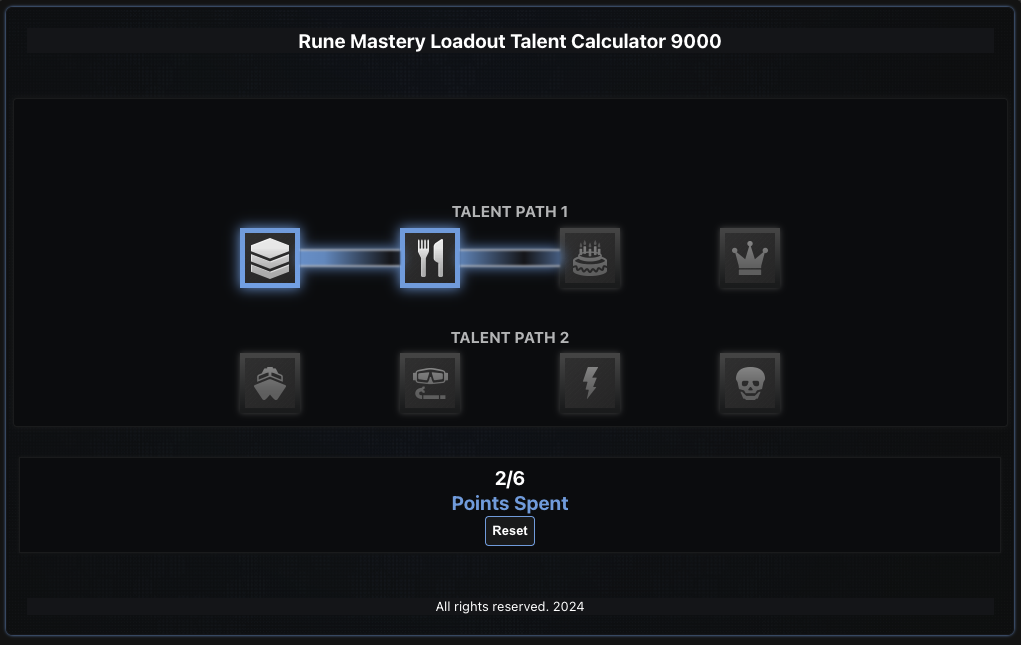 Rune Mastery Loadout Talent Calculator 9000
TALENT PATH 1
TALENT PATH 2
2/6
Points Spent
Reset
All rights reserved. 2024